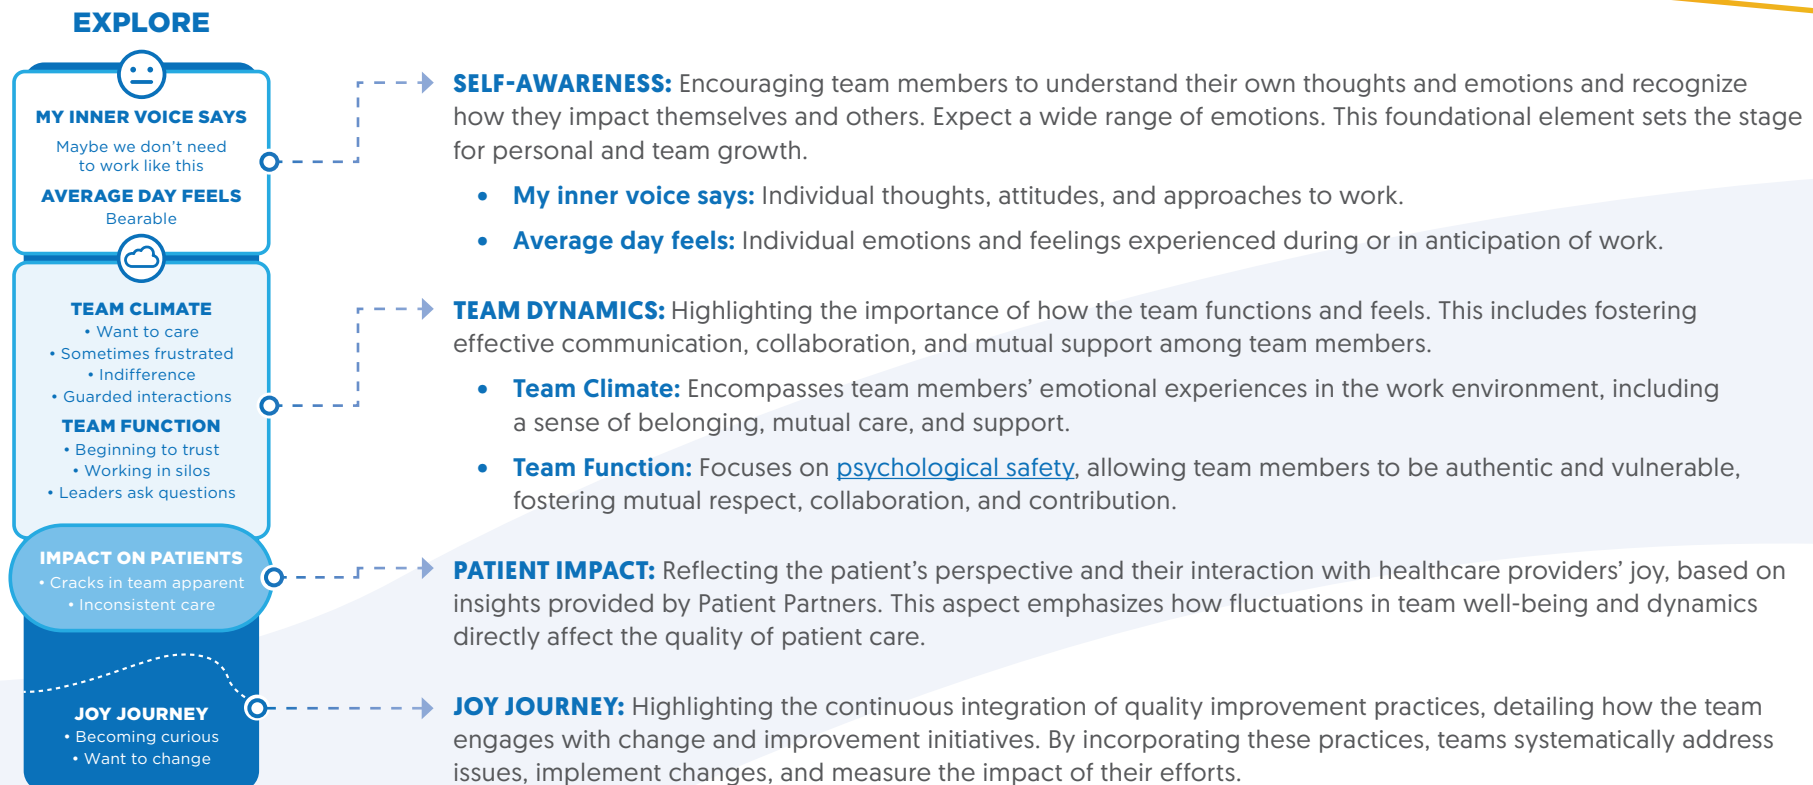 EXPLORE
MY INNER VOICE SAYS
Maybe we don't need
to work like this
AVERAGE DAY FEELS
Bearable
TEAM CLIMATE
• Want to care
• Sometimes frustrated
• Indifference
• Guarded interactions
TEAM FUNCTION
• Beginning to trust
• Working in silos
• Leaders ask questions
IMPACT ON PATIENTS
• Cracks in team apparent
• Inconsistent care
JOY JOURNEY
• Becoming curious
• Want to change
SELF-AWARENESS: Encouraging team members to understand their own thoughts and emotions and recognize
how they impact themselves and others. Expect a wide range of emotions. This foundational element sets the stage
for personal and team growth.
• My inner voice says: Individual thoughts, attitudes, and approaches to work.
• Average day feels: Individual emotions and feelings experienced during or in anticipation of work.
TEAM DYNAMICS: Highlighting the importance of how the team functions and feels. This includes fostering
effective communication, collaboration, and mutual support among team members.
• Team Climate: Encompasses team members' emotional experiences in the work environment, including
a sense of belonging, mutual care, and support.
• Team Function: Focuses on psychological safety, allowing team members to be authentic and vulnerable,
fostering mutual respect, collaboration, and contribution.
PATIENT IMPACT: Reflecting the patient's perspective and their interaction with healthcare providers' joy, based on
insights provided by Patient Partners. This aspect emphasizes how fluctuations in team well-being and dynamics
directly affect the quality of patient care.
JOY JOURNEY: Highlighting the continuous integration of quality improvement practices, detailing how the team
engages with change and improvement initiatives. By incorporating these practices, teams systematically address
issues, implement changes, and measure the impact of their efforts.